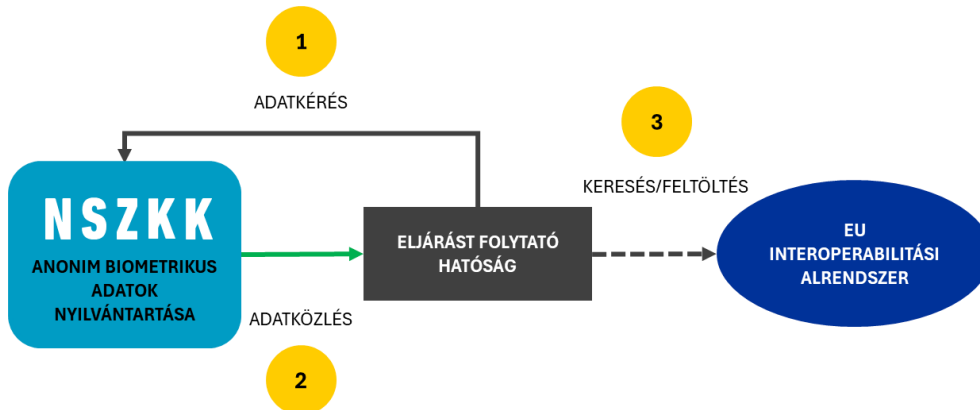 1
ADATKÉRÉS
3
KERESÉS/FELTÖLTÉS
NSZKK
ANONIM BIOMETRIKUS
ADATOK
NYILVÁNTARTÁSA
ELJÁRÁST FOLYTATÓ
HATÓSÁG
EU
INTEROPERABILITÁSI
ALRENDSZER
ADATKÖZLÉS
2